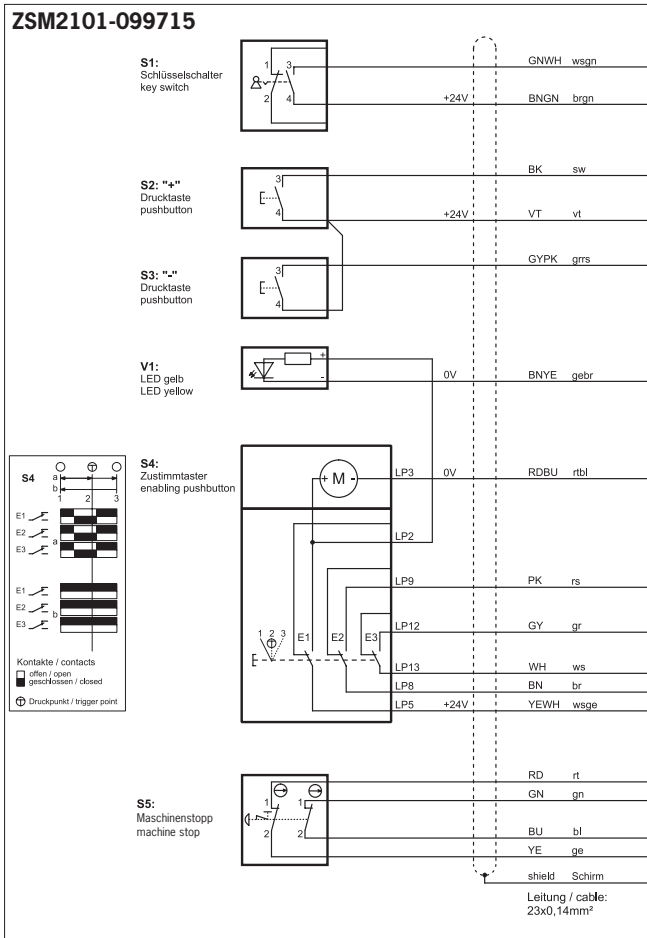 ZSM2101-099715
S1:
Schlüsselschalter
key switch
1 3
2 4
GNWH wsgn
+24V BNGN brgn
S2: "+"
Drucktaste
pushbutton
3
4
BK sw
+24V VT vt
S3: "-"
Drucktaste
pushbutton
3
4
GYPK grrs
V1:
LED gelb
LED yellow
+
-
0V BNYE gebr
S4:
Zustimmtaster
enabling pushbutton
+ M -
LP3 0V RDBU rtbl
LP2
LP9 PK rs
LP12 GY gr
1 2 3
E1 E2 E3
LP13 WH ws
LP8 BN br
LP5 +24V YEWH wsge
S4
a
b
1 2 3
E1
E2
E3
a
E1
E2
E3
b
Kontakte / contacts
offen / open
geschlossen / closed
Druckpunkt / trigger point
S5:
Maschinenstopp
machine stop
1 1
2 2
RD rt
GN gn
BU bl
YE ge
shield Schirm
Leitung / cable:
23x0,14mm²